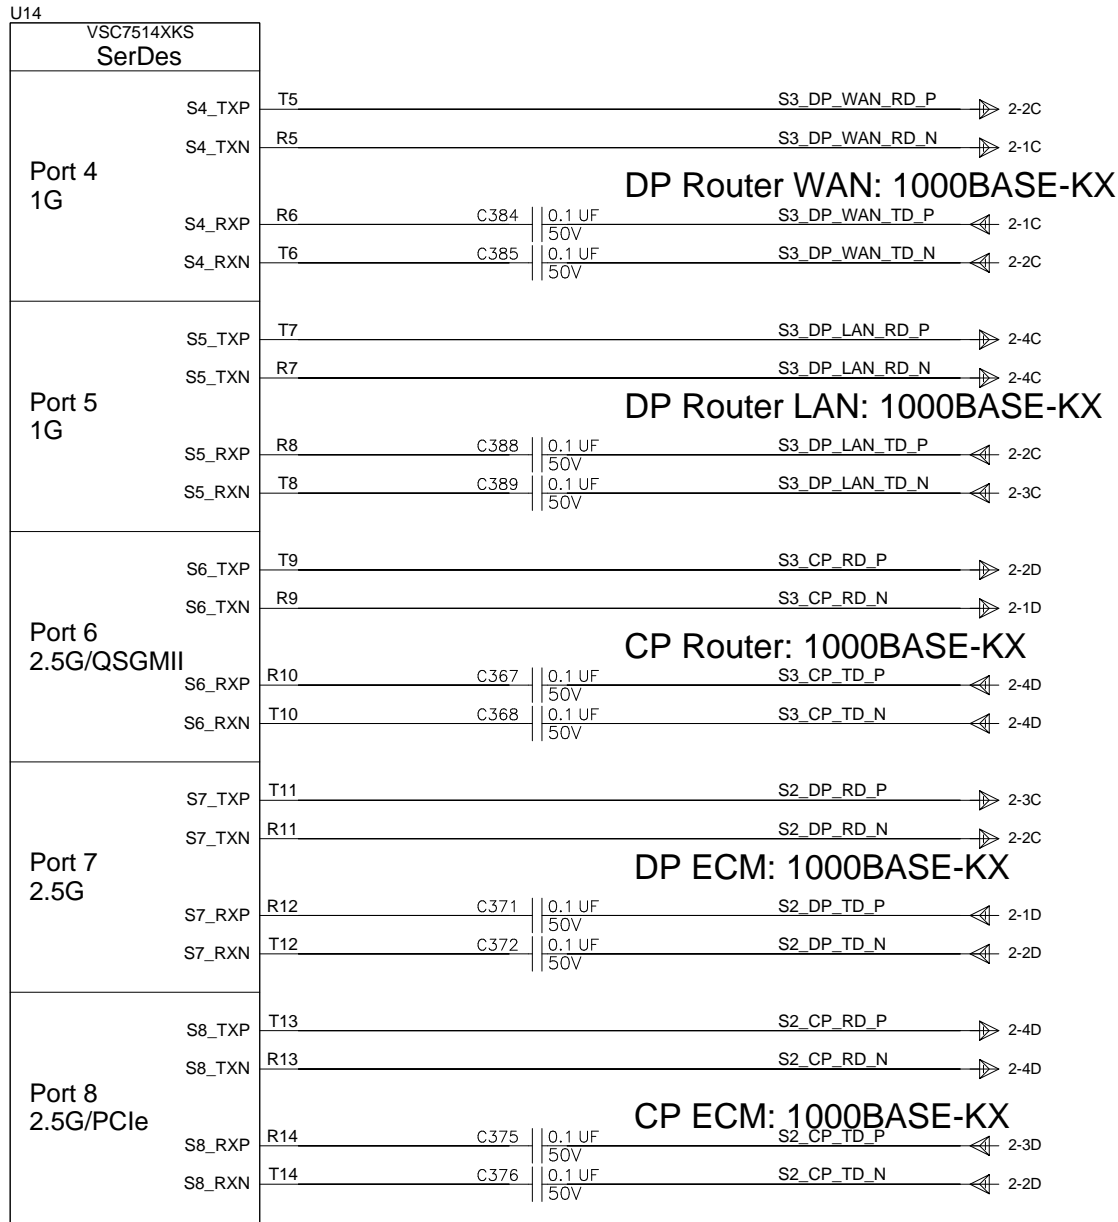 U14
VSC7514XKS
SerDes
S4_TXP T5 S3_DP_WAN_RD_P 2-2C
S4_TXN R5 S3_DP_WAN_RD_N 2-1C
Port 4
1G
DP Router WAN: 1000BASE-KX
S4_RXP R6 C384 0.1 UF 50V S3_DP_WAN_TD_P 2-1C
S4_RXN T6 C385 0.1 UF 50V S3_DP_WAN_TD_N 2-2C
S5_TXP T7 S3_DP_LAN_RD_P 2-4C
S5_TXN R7 S3_DP_LAN_RD_N 2-4C
Port 5
1G
DP Router LAN: 1000BASE-KX
S5_RXP R8 C388 0.1 UF 50V S3_DP_LAN_TD_P 2-2C
S5_RXN T8 C389 0.1 UF 50V S3_DP_LAN_TD_N 2-3C
S6_TXP T9 S3_CP_RD_P 2-2D
S6_TXN R9 S3_CP_RD_N 2-1D
Port 6
2.5G/QSGMII
CP Router: 1000BASE-KX
S6_RXP R10 C367 0.1 UF 50V S3_CP_TD_P 2-4D
S6_RXN T10 C368 0.1 UF 50V S3_CP_TD_N 2-4D
S7_TXP T11 S2_DP_RD_P 2-3C
S7_TXN R11 S2_DP_RD_N 2-2C
Port 7
2.5G
DP ECM: 1000BASE-KX
S7_RXP R12 C371 0.1 UF 50V S2_DP_TD_P 2-1D
S7_RXN T12 C372 0.1 UF 50V S2_DP_TD_N 2-2D
S8_TXP T13 S2_CP_RD_P 2-4D
S8_TXN R13 S2_CP_RD_N 2-4D
Port 8
2.5G/PCIe
CP ECM: 1000BASE-KX
S8_RXP R14 C375 0.1 UF 50V S2_CP_TD_P 2-3D
S8_RXN T14 C376 0.1 UF 50V S2_CP_TD_N 2-2D